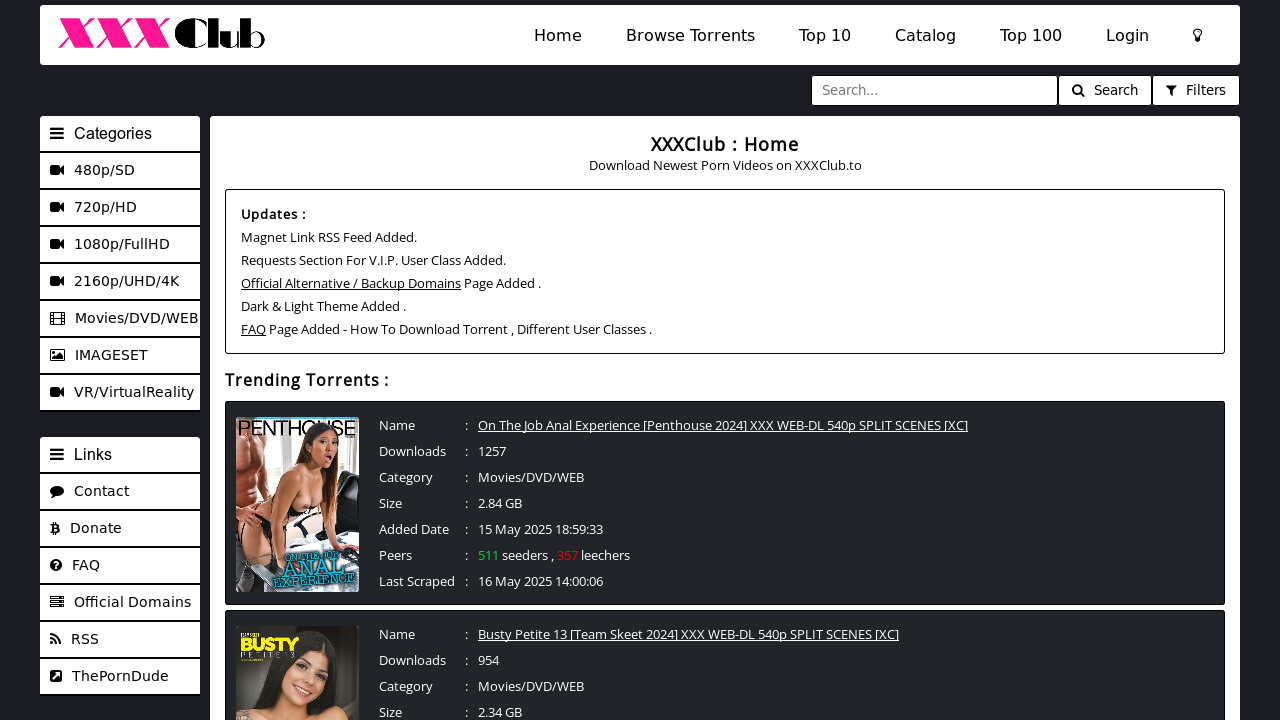 XXXClub
Home
Browse Torrents
Top 10
Catalog
Top 100
Login
Search...
Search
Filters
Categories
480p/SD
720p/HD
1080p/FullHD
2160p/UHD/4K
Movies/DVD/WEB
IMAGESET
VR/VirtualReality
Links
Contact
Donate
FAQ
Official Domains
RSS
ThePornDude
XXXClub : Home
Download Newest Porn Videos on XXXClub.to
Updates :
Magnet Link RSS Feed Added.
Requests Section For V.I.P. User Class Added.
Official Alternative / Backup Domains Page Added .
Dark & Light Theme Added .
FAQ Page Added - How To Download Torrent , Different User Classes .
Trending Torrents :
PENTHOUSE
ON THE JOB
ANAL
EXPERIENCE
Name : On The Job Anal Experience [Penthouse 2024] XXX WEB-DL 540p SPLIT SCENES [XC]
Downloads : 1257
Category : Movies/DVD/WEB
Size : 2.84 GB
Added Date : 15 May 2025 18:59:33
Peers : 511 seeders , 357 leechers
Last Scraped : 16 May 2025 14:00:06
BUSTY
Name : Busty Petite 13 [Team Skeet 2024] XXX WEB-DL 540p SPLIT SCENES [XC]
Downloads : 954
Category : Movies/DVD/WEB
Size : 2.34 GB